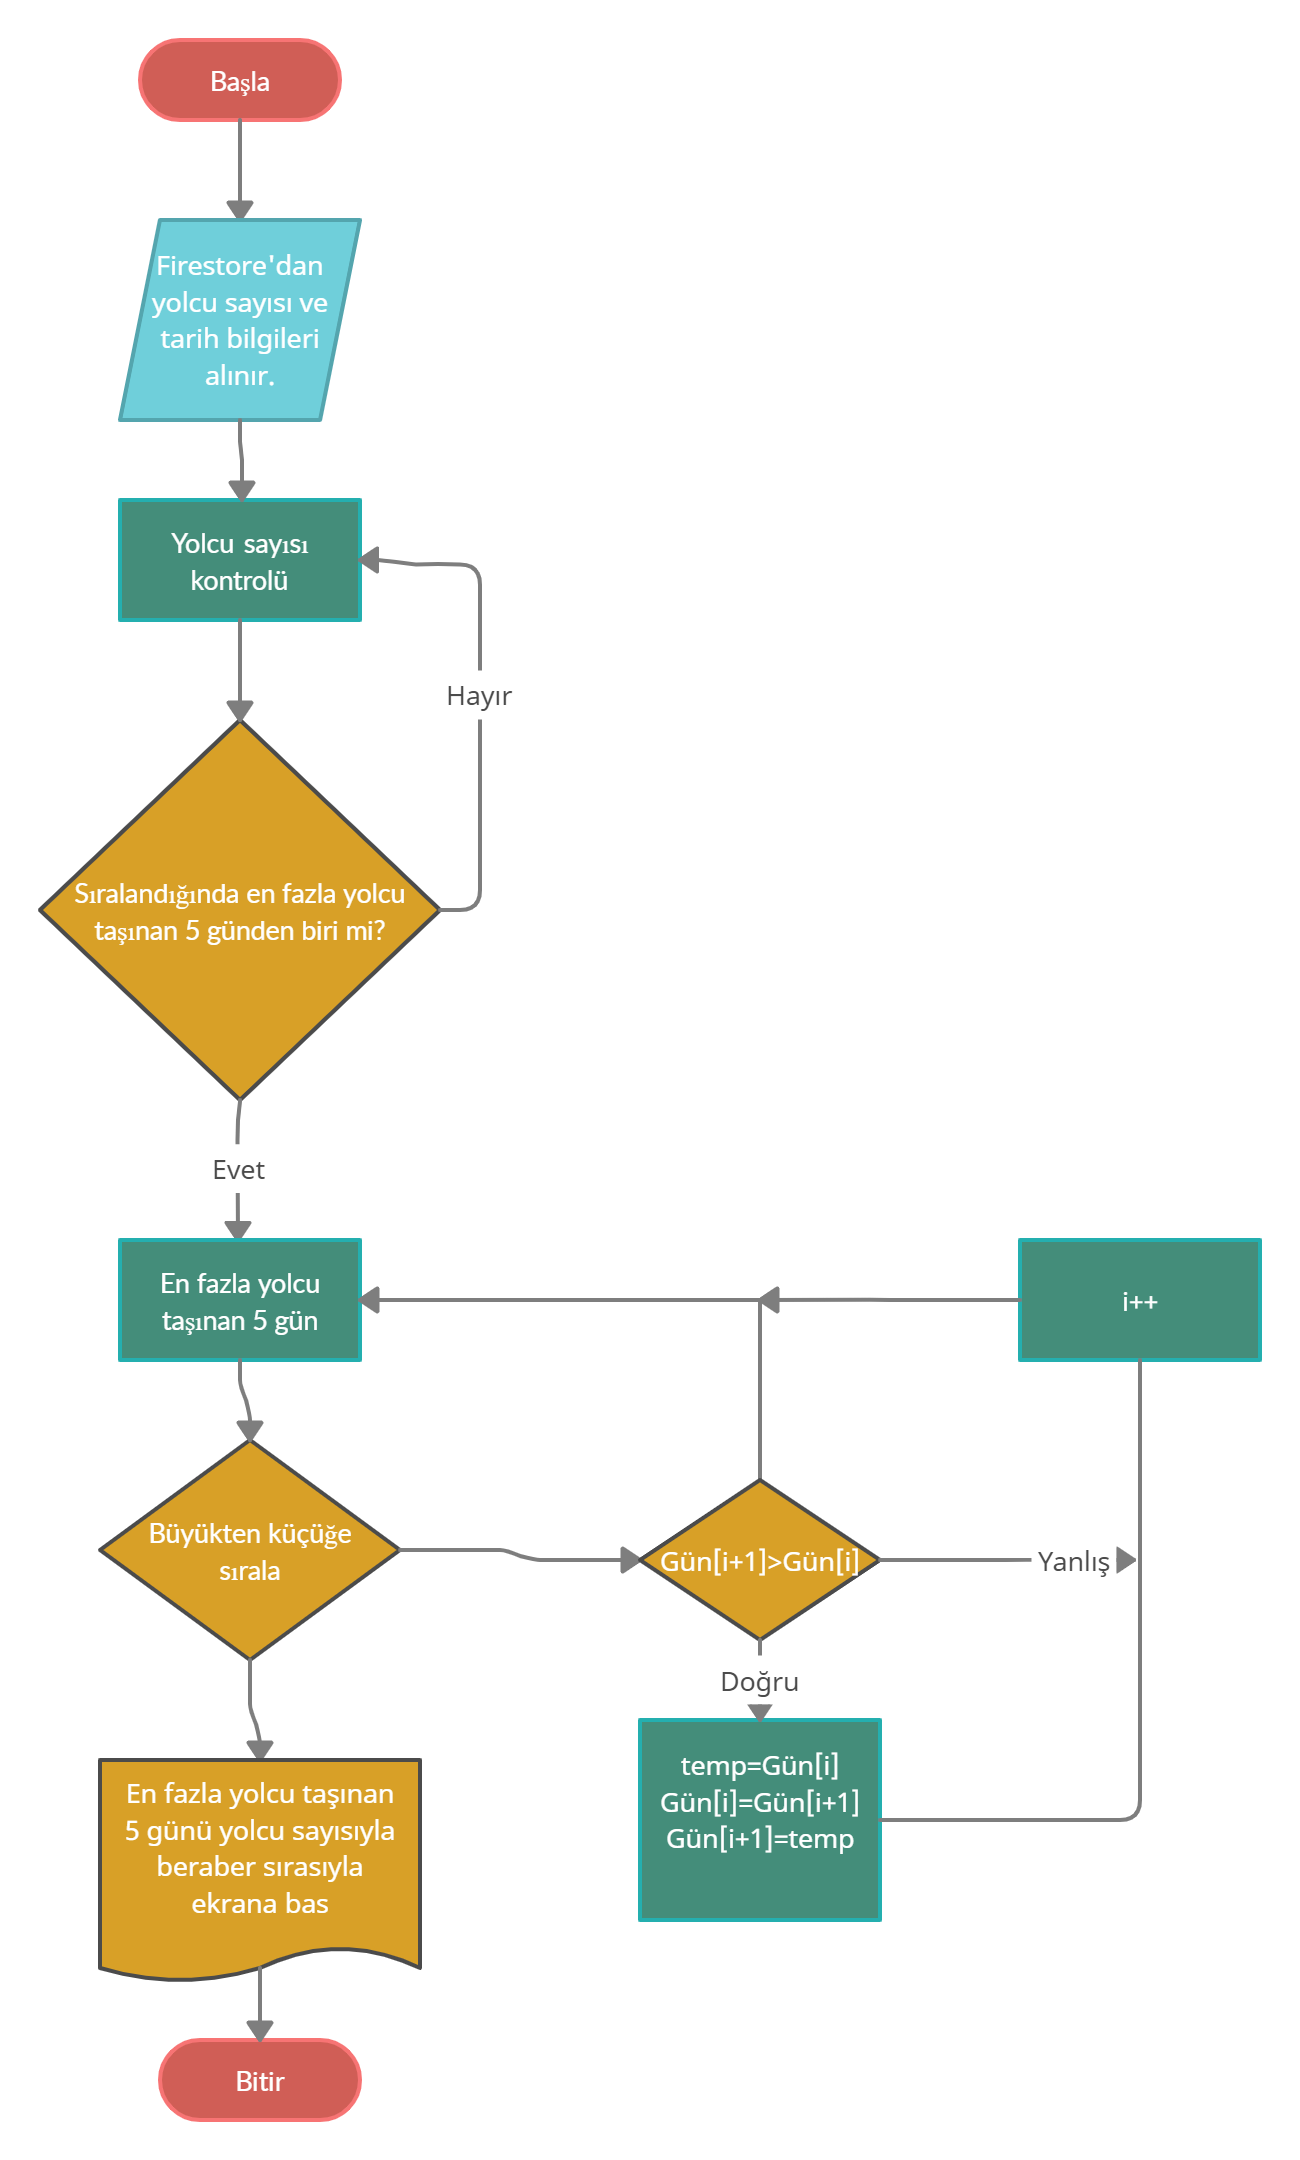 Başla
Firestore'dan
yolcu sayısı ve
tarih bilgileri
alınır.
Yolcu sayısı
kontrolü
Hayır
Sıralandığında en fazla yolcu
taşınan 5 günden biri mi?
Evet
En fazla yolcu
taşınan 5 gün
i++
Büyükten küçüğe
sırala
Gün[i+1]>Gün[i]
Yanlış
Doğru
temp=Gün[i]
Gün[i]=Gün[i+1]
Gün[i+1]=temp
En fazla yolcu taşınan
5 günü yolcu sayısıyla
beraber sırasıyla
ekrana bas
Bitir